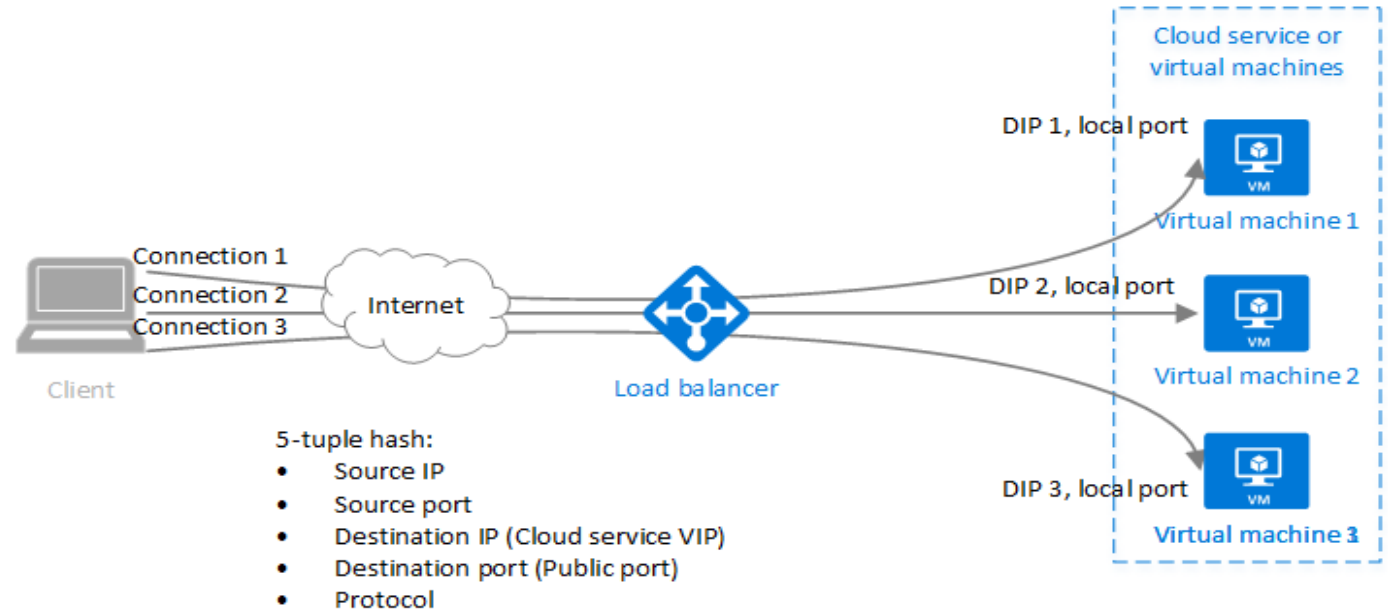 Cloud service or
virtual machines
DIP 1, local port
VM
Virtual machine 1
Connection 1
Connection 2
Connection 3
Internet
DIP 2, local port
VM
Virtual machine 2
Client
Load balancer
5-tuple hash:
• Source IP
• Source port
• Destination IP (Cloud service VIP)
• Destination port (Public port)
• Protocol
DIP 3, local port
VM
Virtual machine